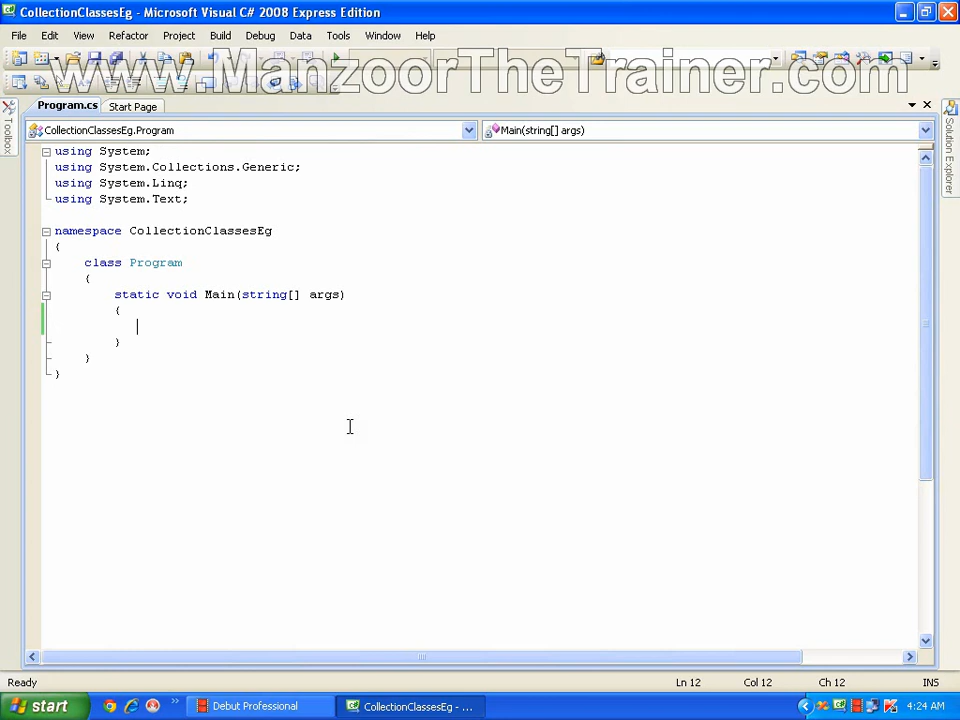 CollectionClassesEg - Microsoft Visual C# 2008 Express Edition
File Edit View Refactor Project Build Debug Data Tools Window Help
www.ManzoorTheTrainer.com
Toolbox
Program.cs Start Page
CollectionClassesEg.Program
Main(string[] args)
Solution Explorer
using System;
using System.Collections.Generic;
using System.Linq;
using System.Text;
namespace CollectionClassesEg
{
class Program
{
static void Main(string[] args)
{
}
}
}
Ready Ln 12 Col 12 Ch 12 INS
start Debut Professional CollectionClassesEg - ... 4:24 AM